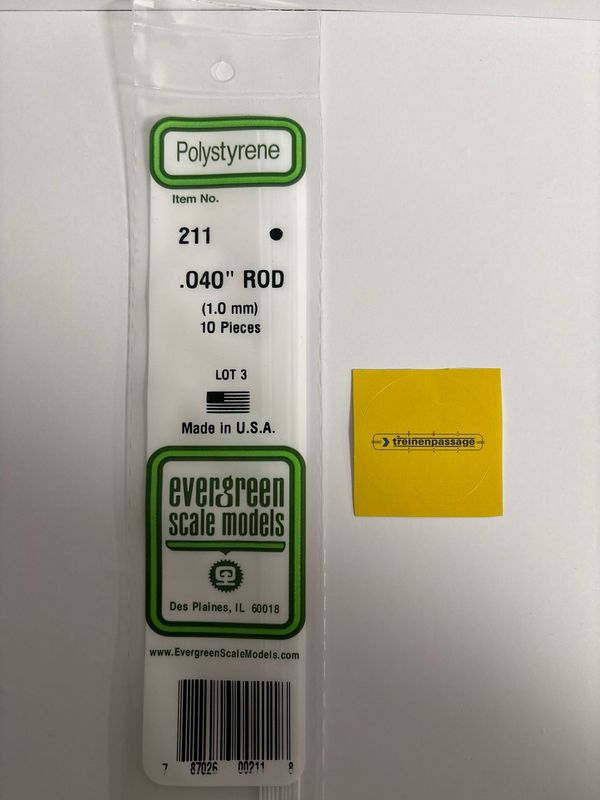 Polystyrene
Item No.
211
.040" ROD
(1.0 mm)
10 Pieces
LOT 3
Made in U.S.A.
evergreen
scale models
Des Plaines, IL 60018
www.EvergreenScaleModels.com
7 87026 00211 8
treinenpassage